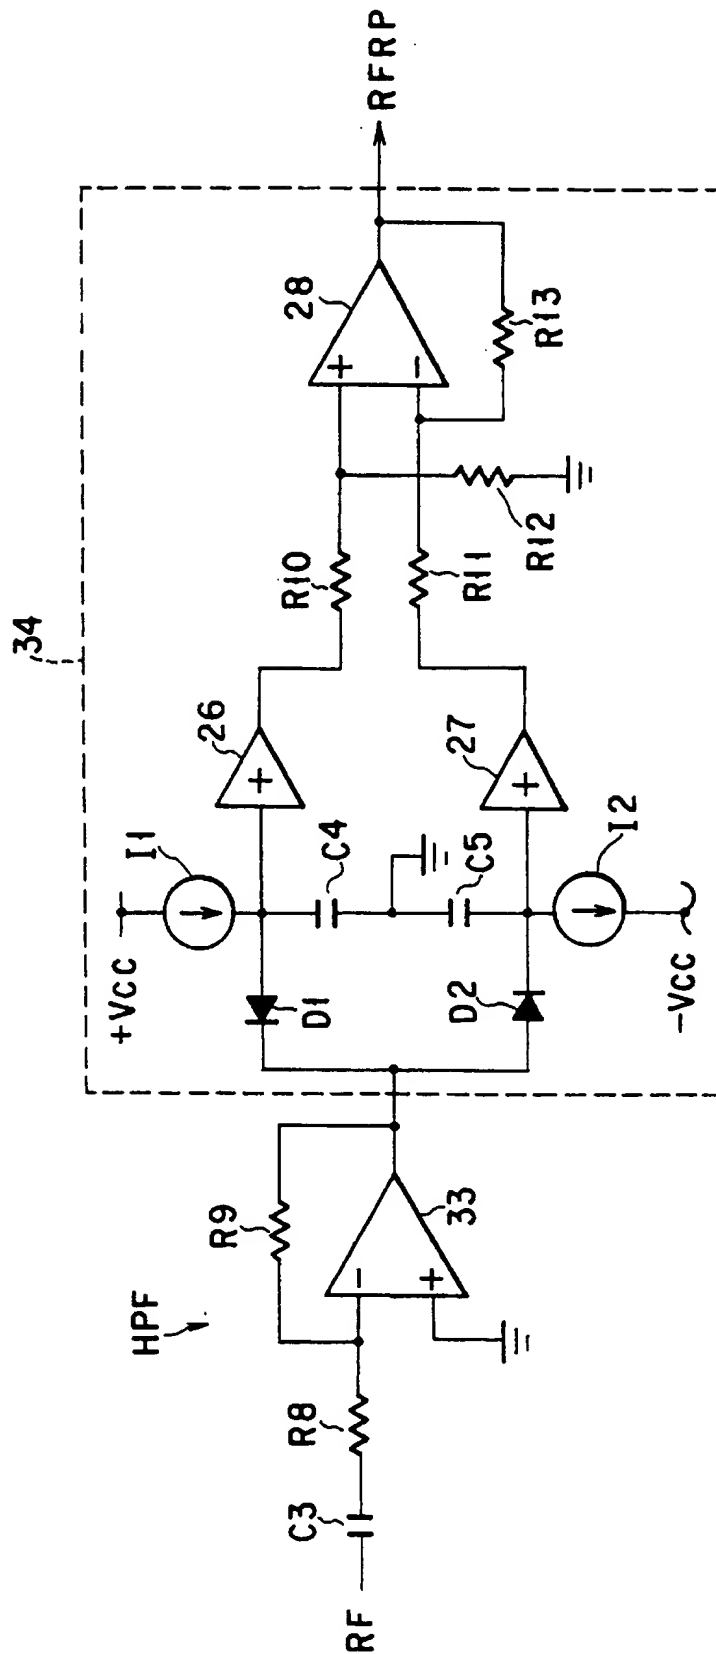 34
+VCC
I1
26
R10
28
RFRP
D1
C4
R11
R13
R12
D2
C5
27
I2
-VCC
HPF
R9
33
RF
C3
R8
+
+
+
-
-
+